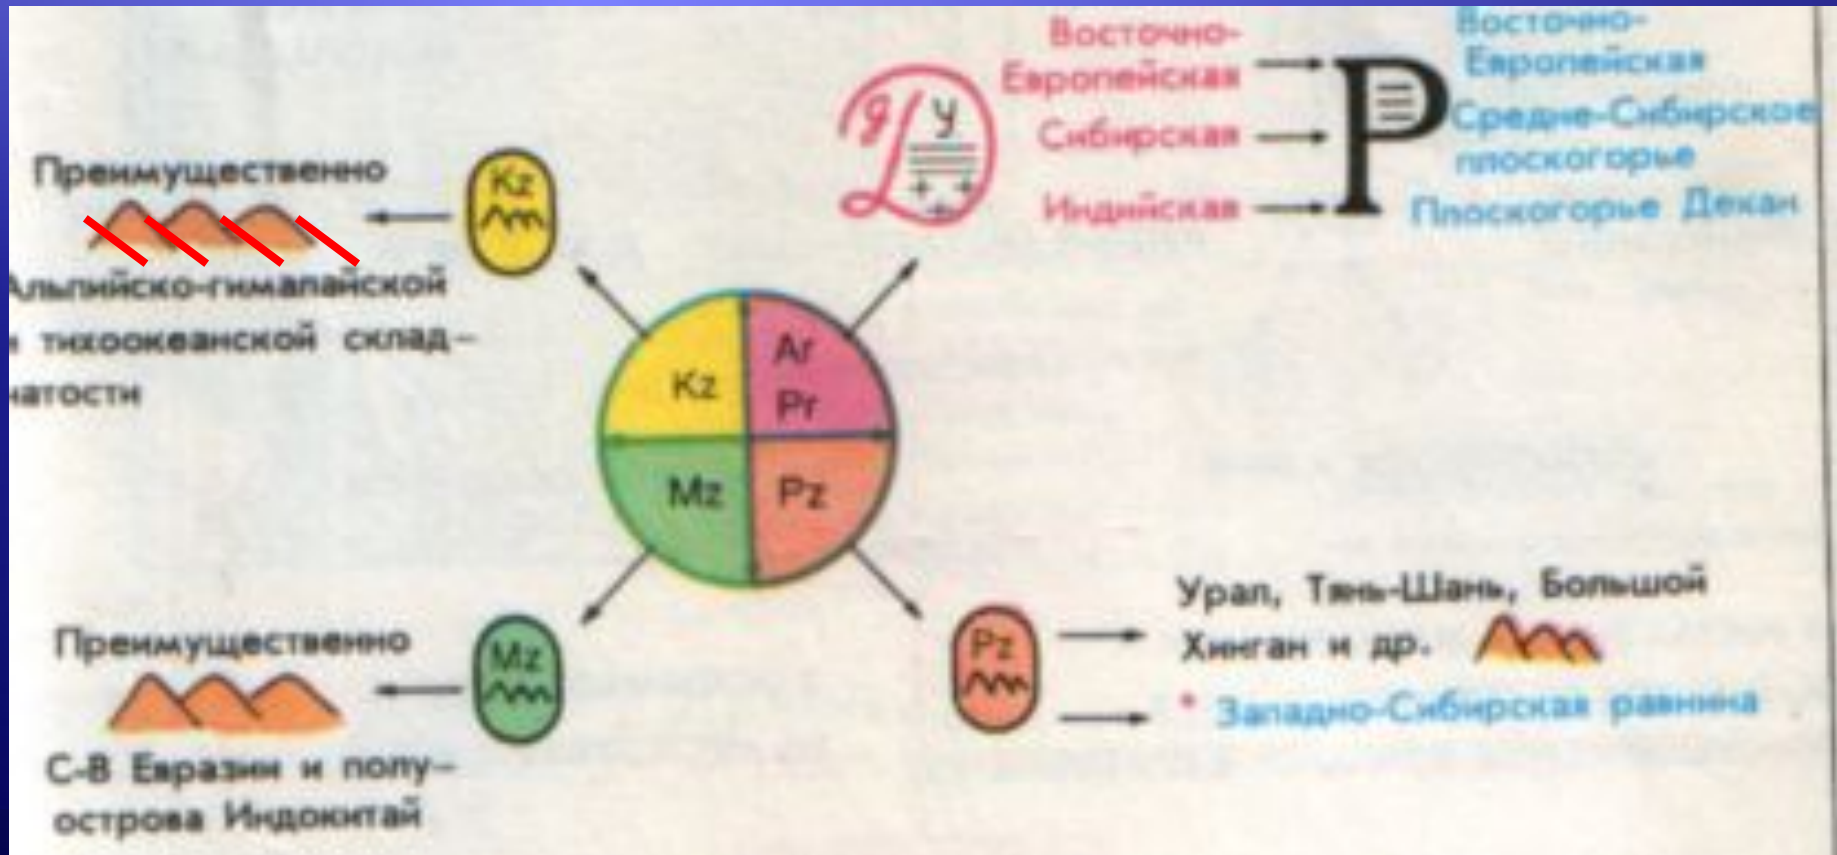 Восточно-
Европейская
Сибирская
Индийская
Д
У
Р
Восточно-
Европейская
Средне-Сибирское
плоскогорье
Плоскогорье Декан
Преимущественно
Альпийско-гималайской
и тихоокеанской склад-
чатости
Kz
Kz
Ar
Pr
Mz
Pz
Преимущественно
С-В Евразии и полу-
острова Индокитай
Mz
Pz
Урал, Тянь-Шань, Большой
Хинган и др.
* Западно-Сибирская равнина